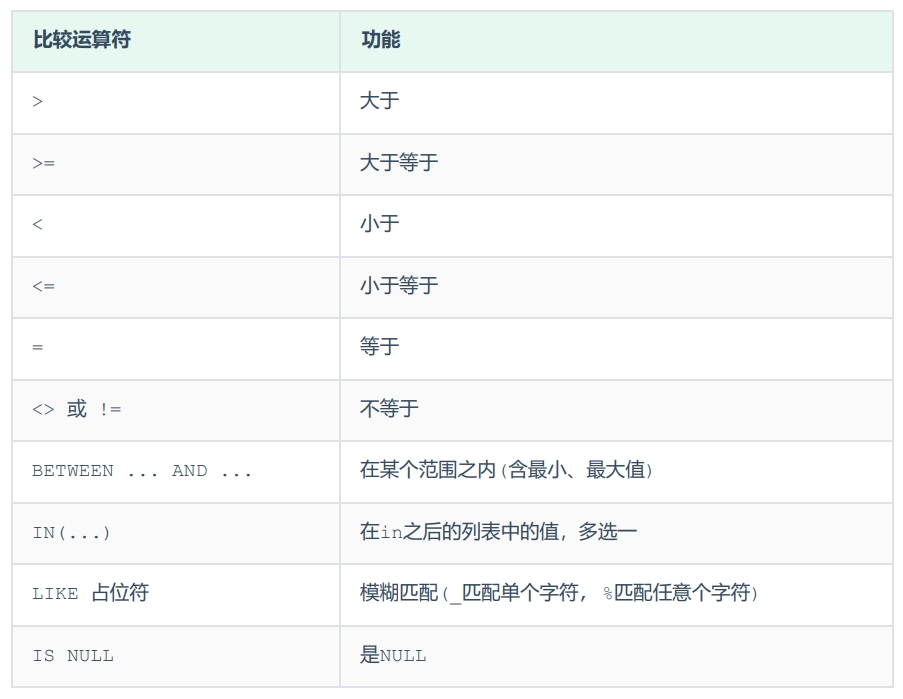 比较运算符 功能
> 大于
>= 大于等于
< 小于
<= 小于等于
= 等于
<> 或 != 不等于
BETWEEN ... AND ... 在某个范围之内(含最小、最大值)
IN(...) 在in之后的列表中的值，多选一
LIKE 占位符 模糊匹配(_匹配单个字符, %匹配任意个字符)
IS NULL 是NULL